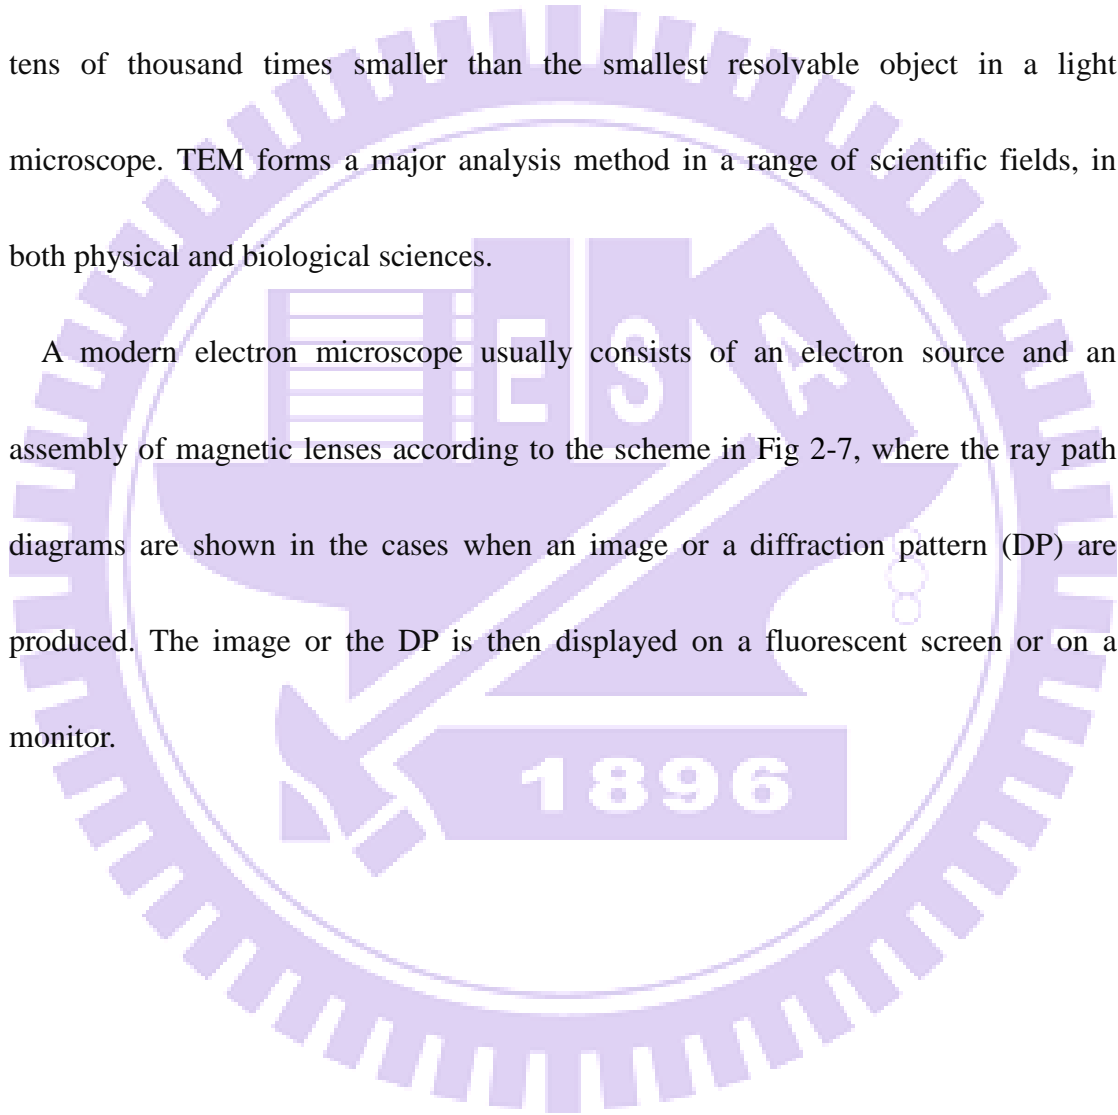 tens of thousand times smaller than the smallest resolvable object in a light
microscope. TEM forms a major analysis method in a range of scientific fields, in
both physical and biological sciences.
A modern electron microscope usually consists of an electron source and an
assembly of magnetic lenses according to the scheme in Fig 2-7, where the ray path
diagrams are shown in the cases when an image or a diffraction pattern (DP) are
produced. The image or the DP is then displayed on a fluorescent screen or on a
monitor.
E S A
1896